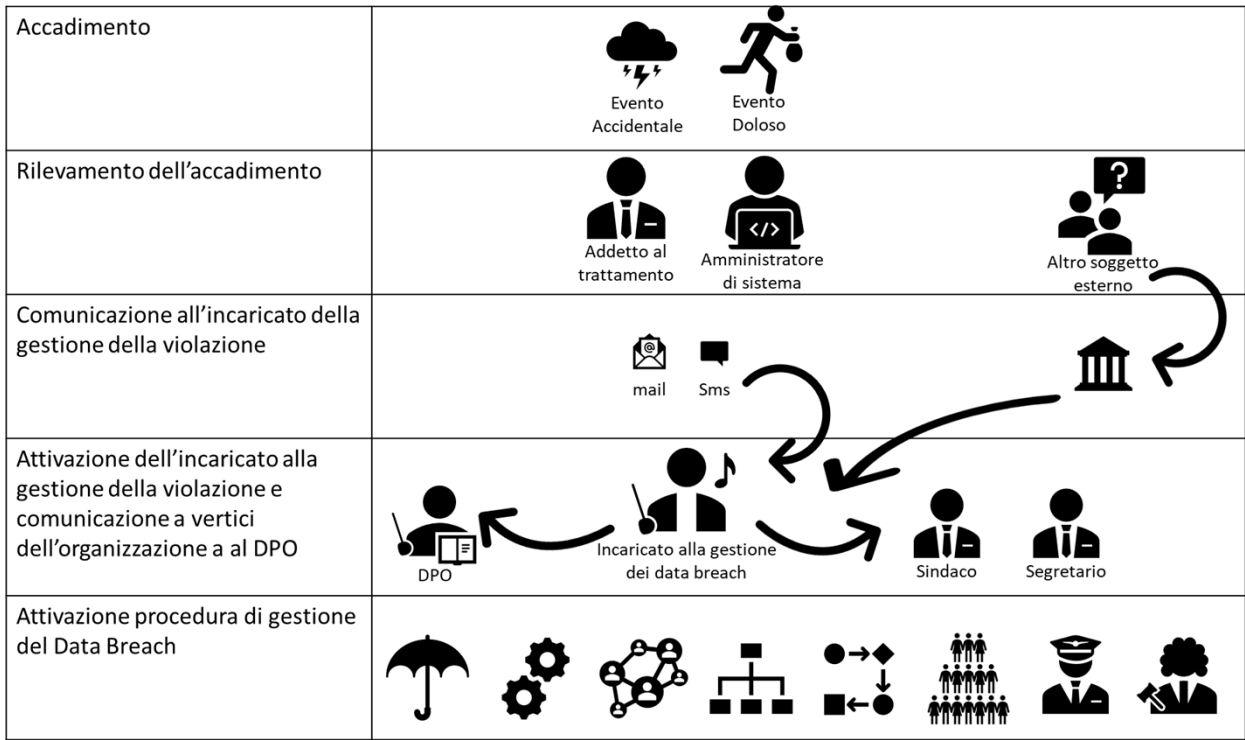 Accadimento
Evento
Accidentale
Evento
Doloso
Rilevamento dell'accadimento
?
</>
Addetto al
trattamento
Amministratore
di sistema
Altro soggetto
esterno
Comunicazione all'incaricato della
gestione della violazione
@
mail
Sms
Attivazione dell'incaricato alla
gestione della violazione e
comunicazione a vertici
dell'organizzazione a al DPO
DPO
Incaricato alla gestione
dei data breach
Sindaco
Segretario
Attivazione procedura di gestione
del Data Breach